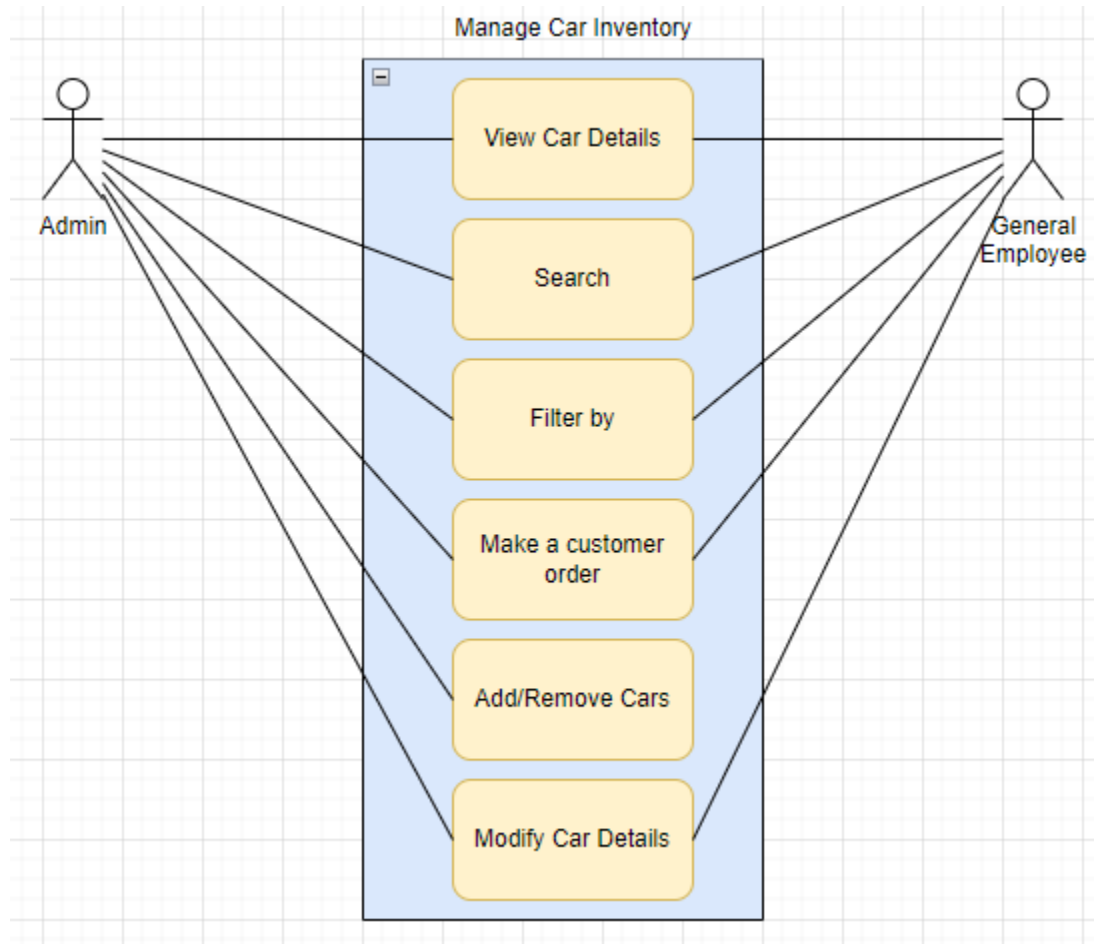 Manage Car Inventory
View Car Details
Admin
General
Employee
Search
Filter by
Make a customer
order
Add/Remove Cars
Modify Car Details